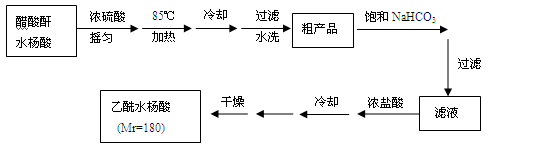 醋酸酐
水杨酸
浓硫酸
摇匀
85℃
加热
冷却
过滤
水洗
粗产品
饱和 NaHCO3
过滤
滤液
浓盐酸
冷却
干燥
乙酰水杨酸
(Mr=180)